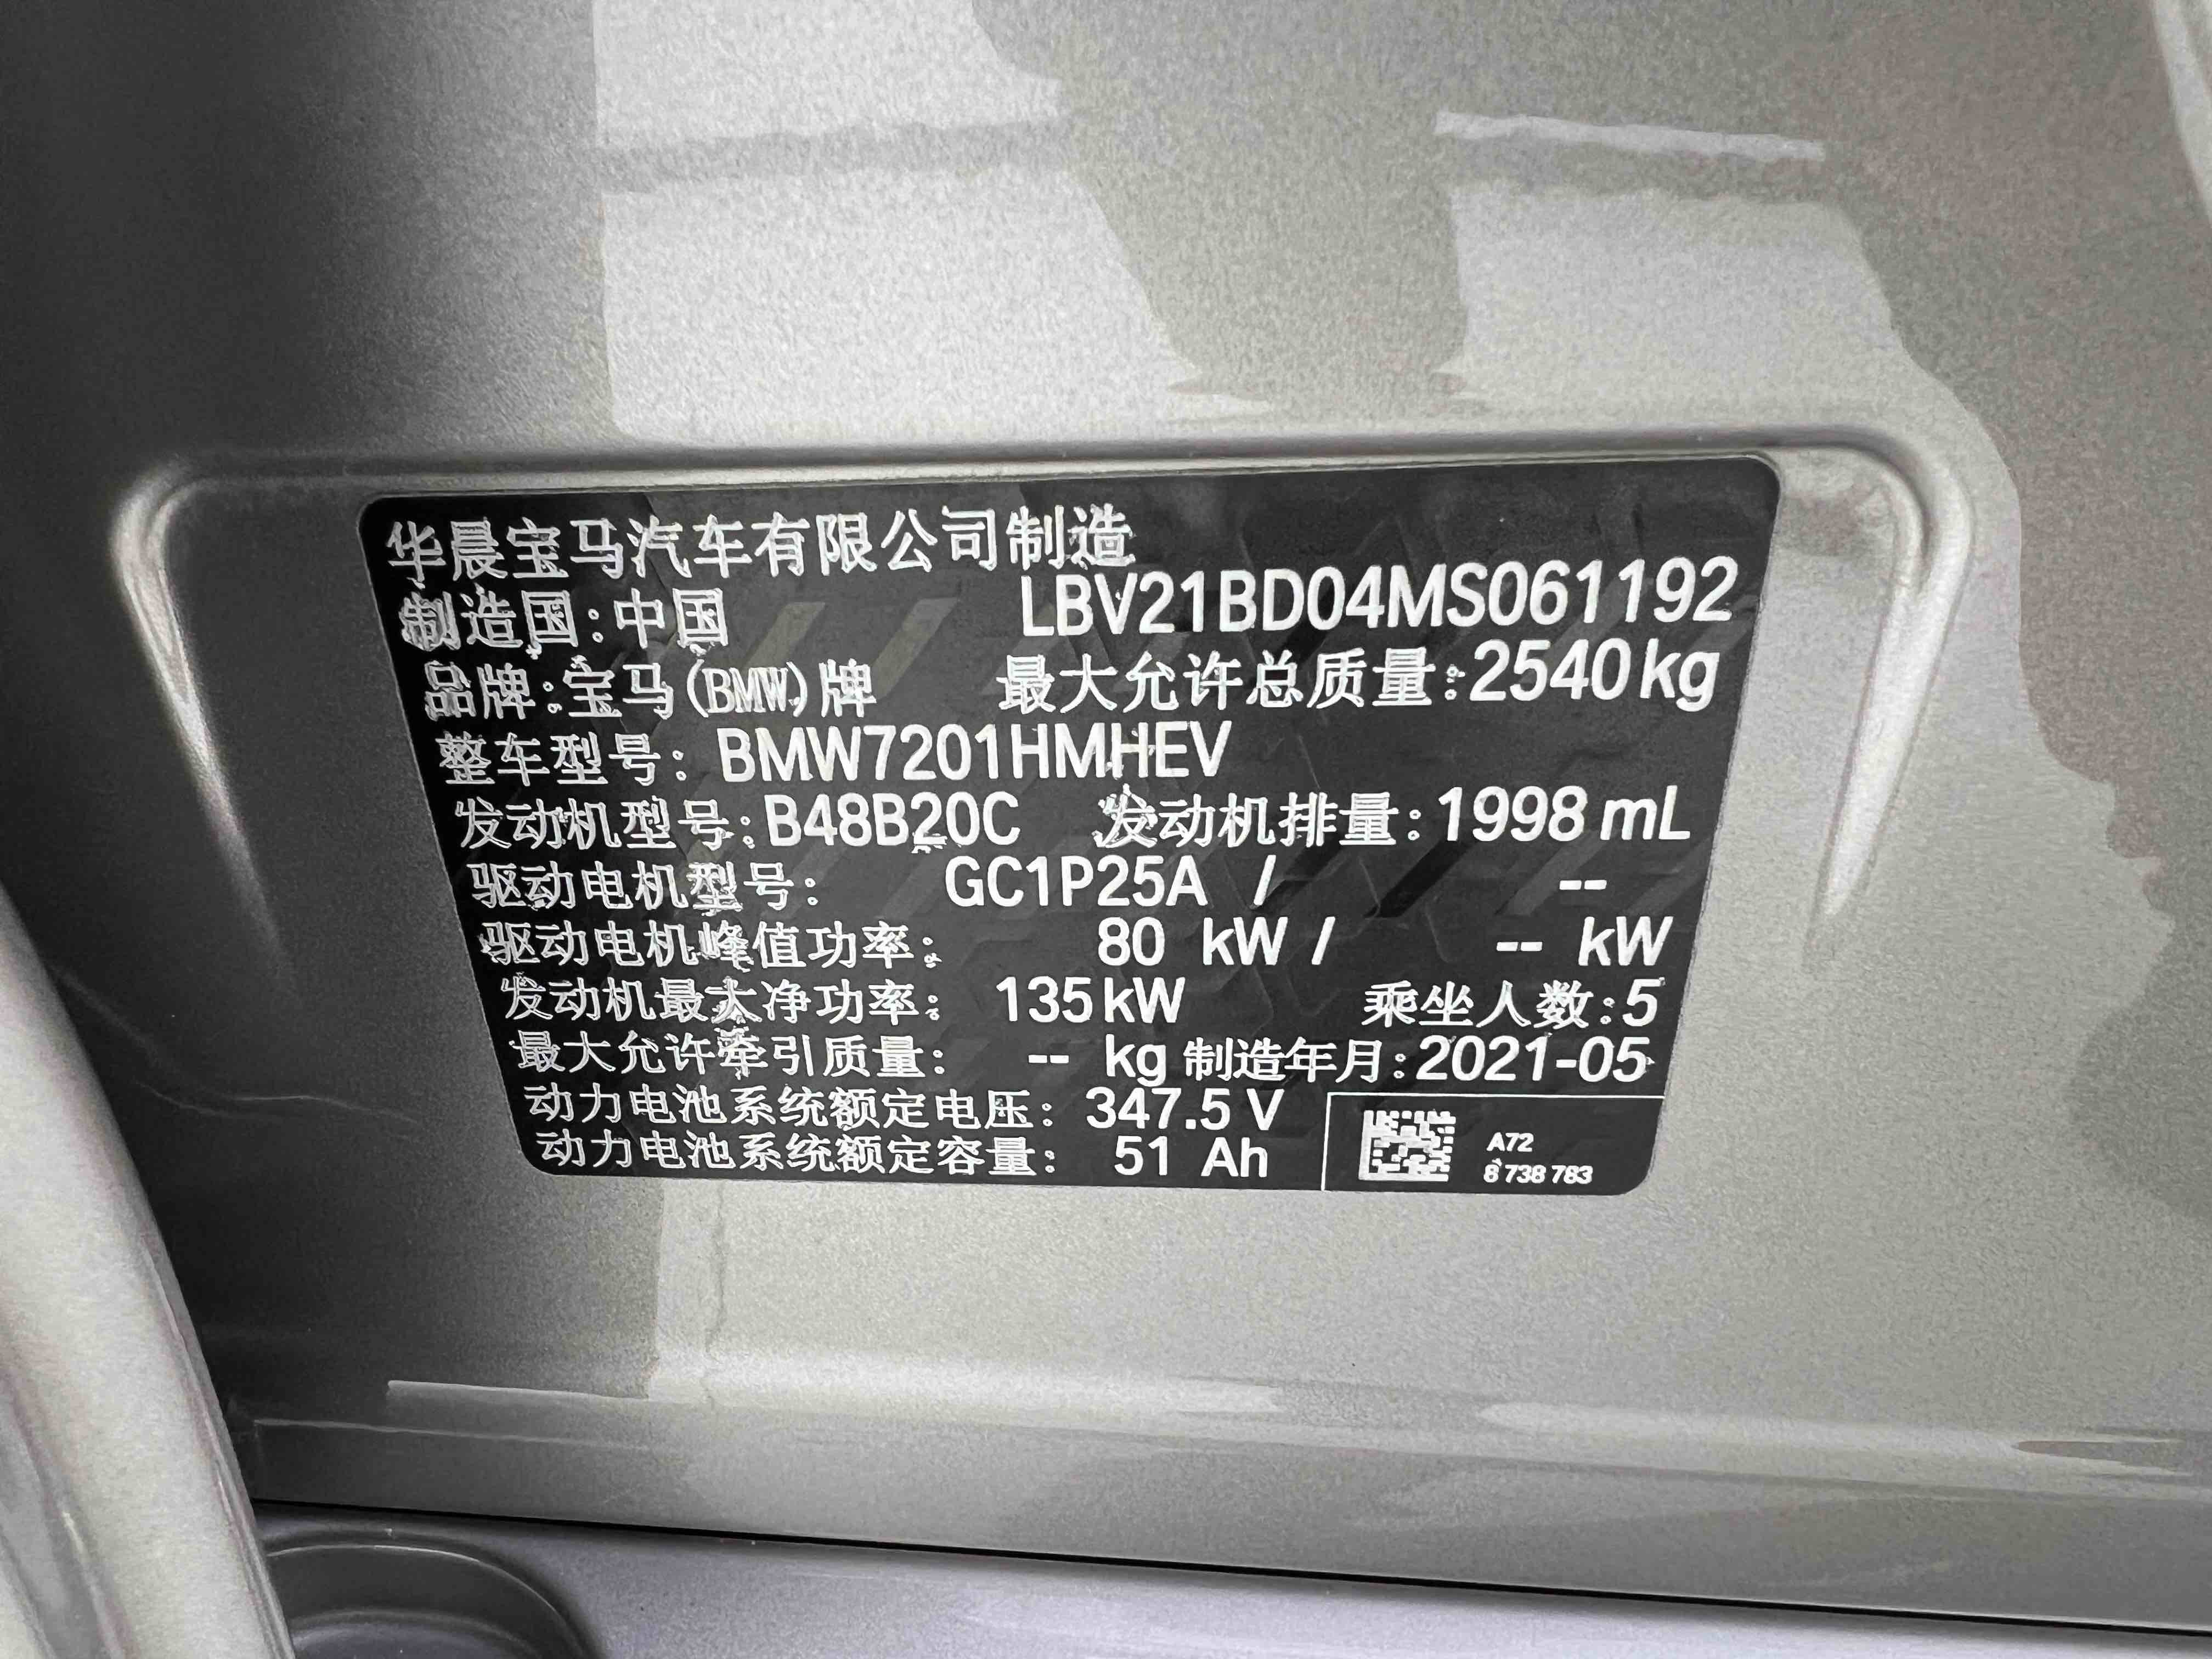 华晨宝马汽车有限公司制造
制造国:中国 LBV21BD04MS061192
品牌:宝马(BMW)牌 最大允许总质量:2540kg
整车型号: BMW7201HMHEV
发动机型号:B48B20C 发动机排量:1998 mL
驱动电机型号: GC1P25A / --
驱动电机峰值功率: 80 kW / -- kW
发动机最大净功率: 135kW 乘坐人数:5
最大允许牵引质量: -- kg 制造年月:2021-05
动力电池系统额定电压: 347.5 V
动力电池系统额定容量: 51 Ah
A72
8 738 783